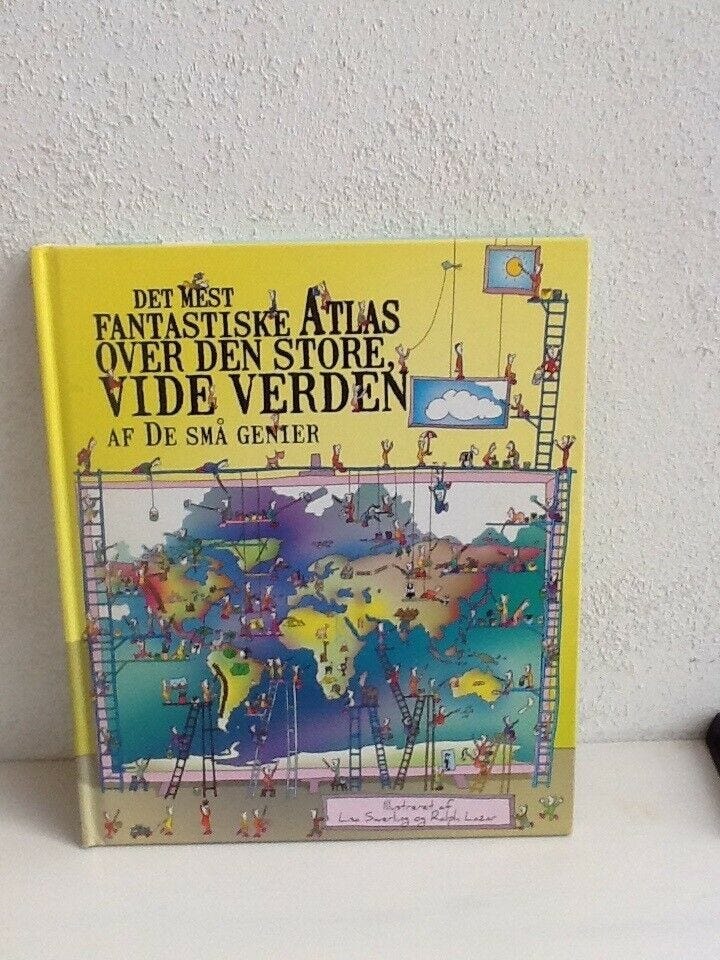 DET MEST
FANTASTISKE ATLAS
OVER DEN STORE,
VIDE VERDEN
AF DE SMÅ GENIER
Illustreret af
Lisa Swerling og Ralph Lazar